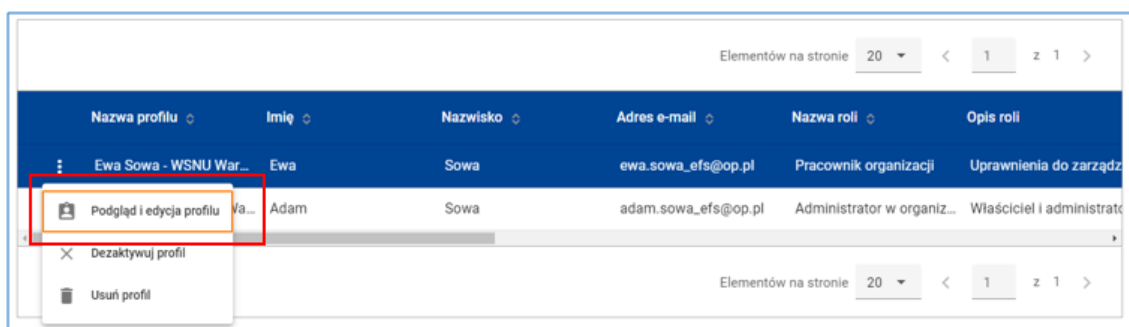 Elementów na stronie 20 1 z 1
Nazwa profilu Imię Nazwisko Adres e-mail Nazwa roli Opis roli
Ewa Sowa - WSNU War... Ewa Sowa ewa.sowa_efs@op.pl Pracownik organizacji Uprawnienia do zarządz
Podgląd i edycja profilu Wa... Adam Sowa adam.sowa_efs@op.pl Administrator w organiz... Właściciel i administrato
Dezaktywuj profil
Usuń profil
Elementów na stronie 20 1 z 1